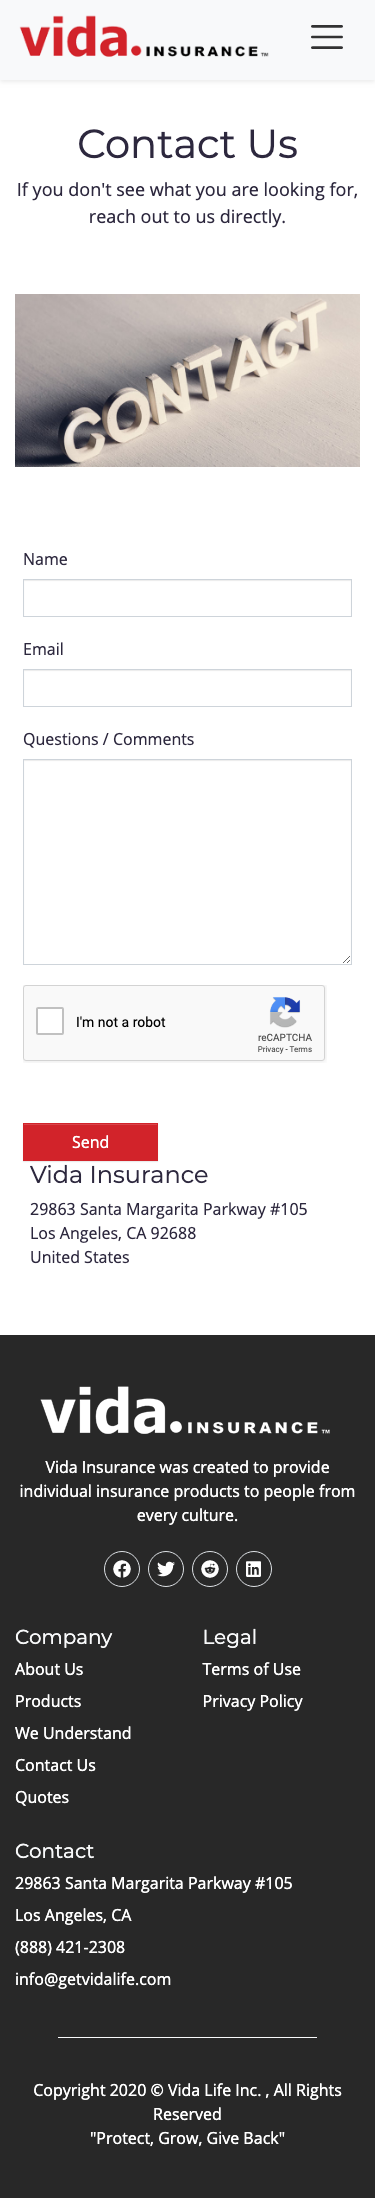 vida. INSURANCE™
Contact Us
If you don't see what you are looking for,
reach out to us directly.
CONTACT
Name
Email
Questions / Comments
I'm not a robot
reCAPTCHA
Privacy - Terms
Send
Vida Insurance
29863 Santa Margarita Parkway #105
Los Angeles, CA 92688
United States
vida. INSURANCE™
Vida Insurance was created to provide
individual insurance products to people from
every culture.
Company
About Us
Products
We Understand
Contact Us
Quotes
Legal
Terms of Use
Privacy Policy
Contact
29863 Santa Margarita Parkway #105
Los Angeles, CA
(888) 421-2308
info@getvidalife.com
Copyright 2020 © Vida Life Inc. , All Rights
Reserved
"Protect, Grow, Give Back"